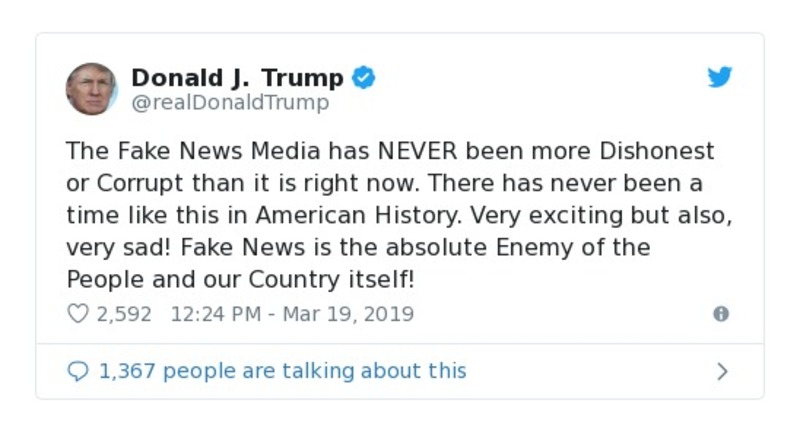 Donald J. Trump
@realDonaldTrump
The Fake News Media has NEVER been more Dishonest
or Corrupt than it is right now. There has never been a
time like this in American History. Very exciting but also,
very sad! Fake News is the absolute Enemy of the
People and our Country itself!
2,592 12:24 PM - Mar 19, 2019
1,367 people are talking about this